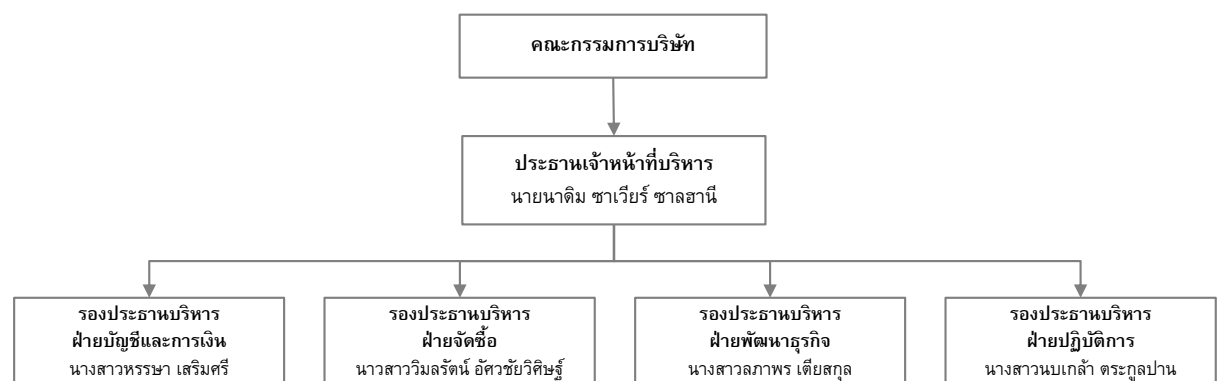 คณะกรรมการบริษัท
ประธานเจ้าหน้าที่บริหาร
นายนาดิม ซาเวียร์ ซาลฮานี
รองประธานบริหาร
ฝ่ายบัญชีและการเงิน
นางสาวหรรษา เสริมศรี
รองประธานบริหาร
ฝ่ายจัดซื้อ
นาวสาววิมลรัตน์ อัศวชัยวิศิษฐ์
รองประธานบริหาร
ฝ่ายพัฒนาธุรกิจ
นางสาวลภาพร เตียสกุล
รองประธานบริหาร
ฝ่ายปฏิบัติการ
นางสาวนบเกล้า ตระกูลปาน